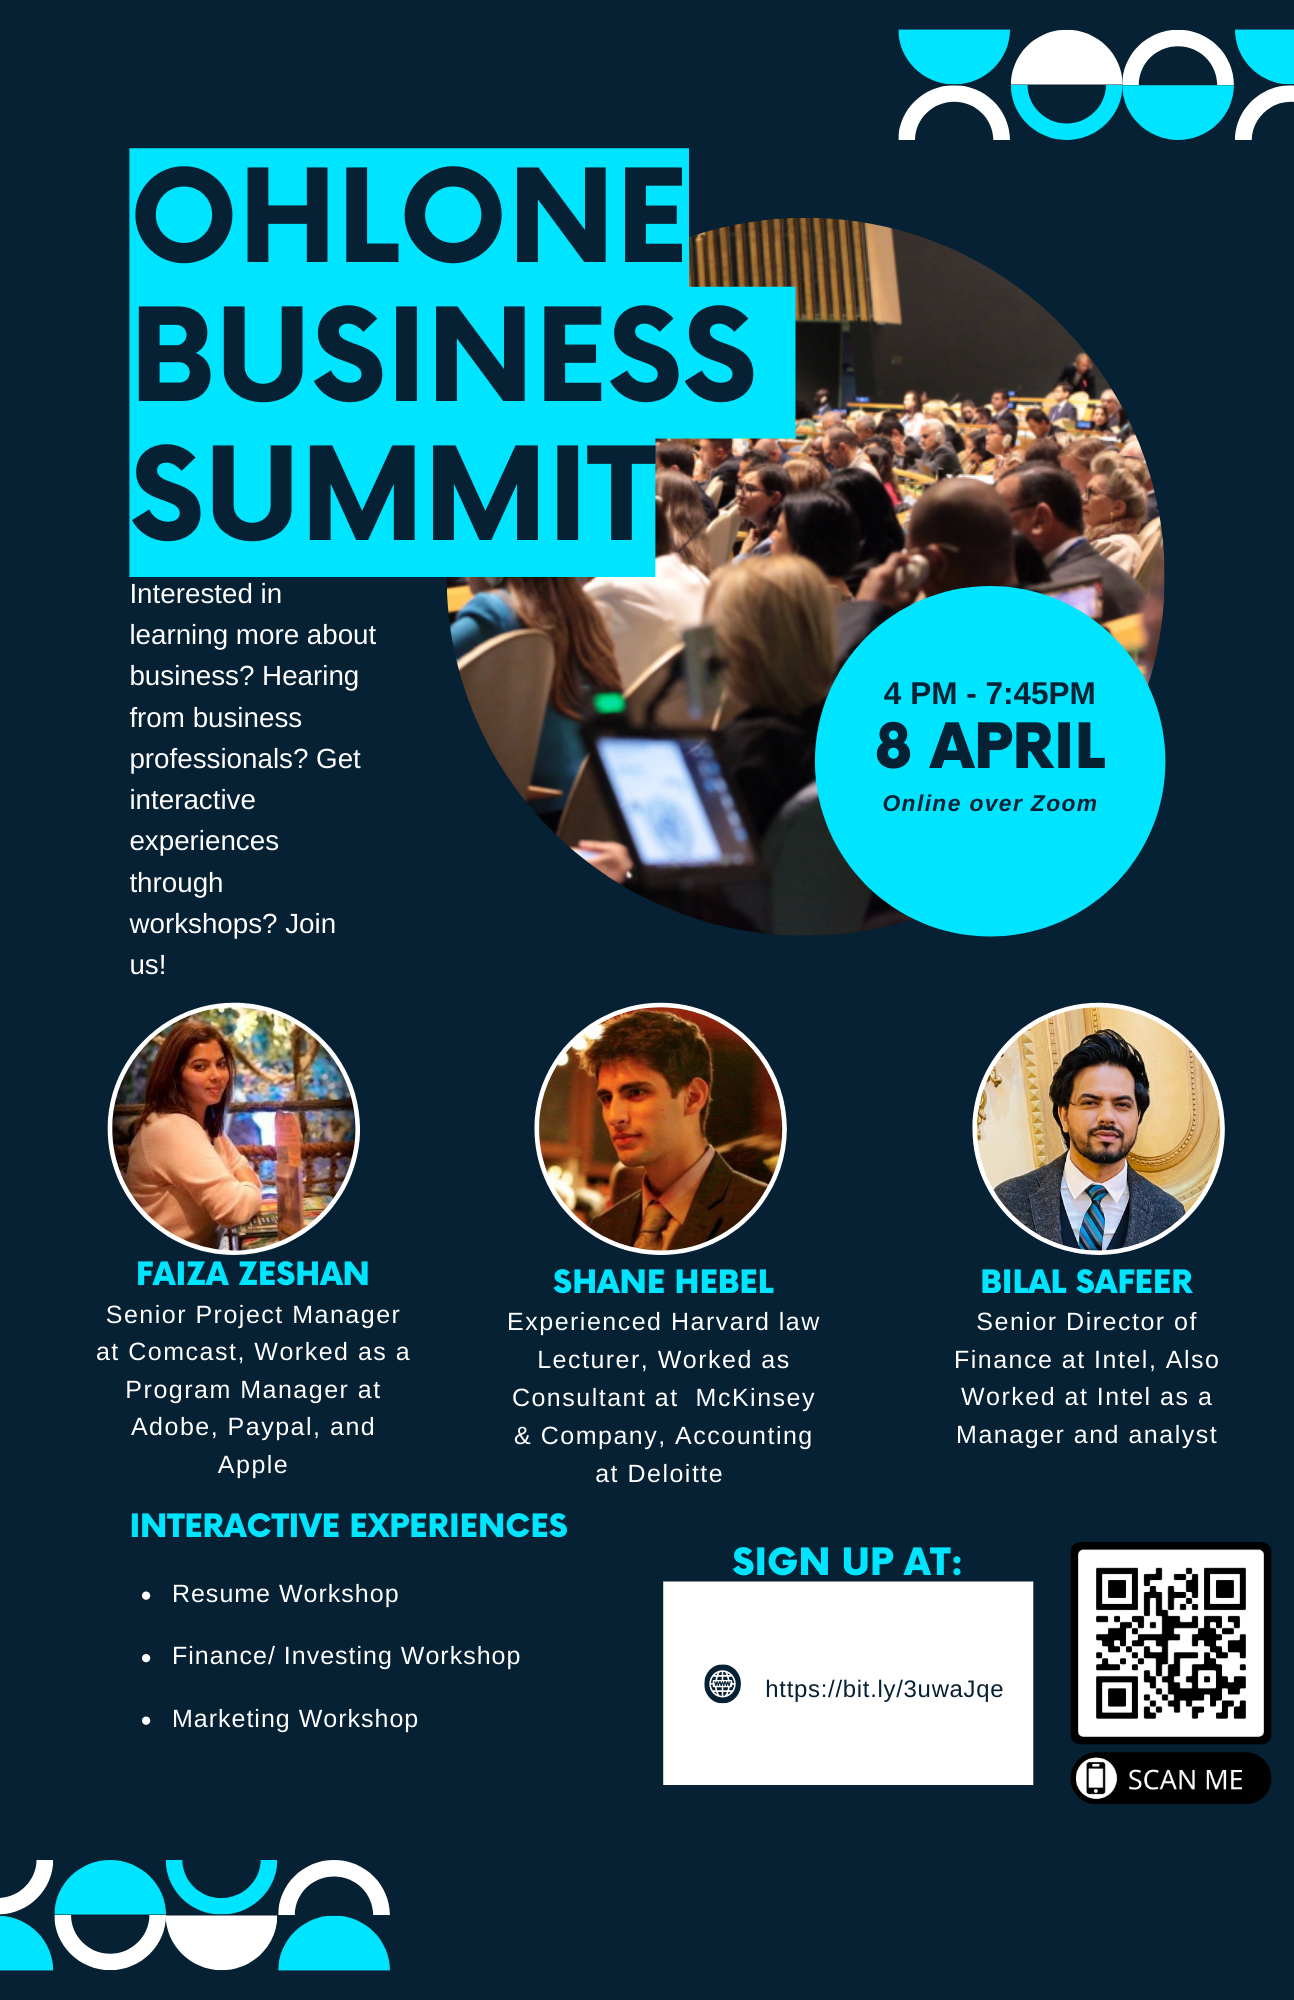 OHLONE
BUSINESS
SUMMIT
Interested in
learning more about
business? Hearing
from business
professionals? Get
interactive
experiences
through
workshops? Join
us!
4 PM - 7:45PM
8 APRIL
Online over Zoom
FAIZA ZESHAN
Senior Project Manager
at Comcast, Worked as a
Program Manager at
Adobe, Paypal, and
Apple
SHANE HEBEL
Experienced Harvard law
Lecturer, Worked as
Consultant at  McKinsey
& Company, Accounting
at Deloitte
BILAL SAFEER
Senior Director of
Finance at Intel, Also
Worked at Intel as a
Manager and analyst
INTERACTIVE EXPERIENCES
• Resume Workshop
• Finance/ Investing Workshop
• Marketing Workshop
SIGN UP AT:
https://bit.ly/3uwaJqe
SCAN ME